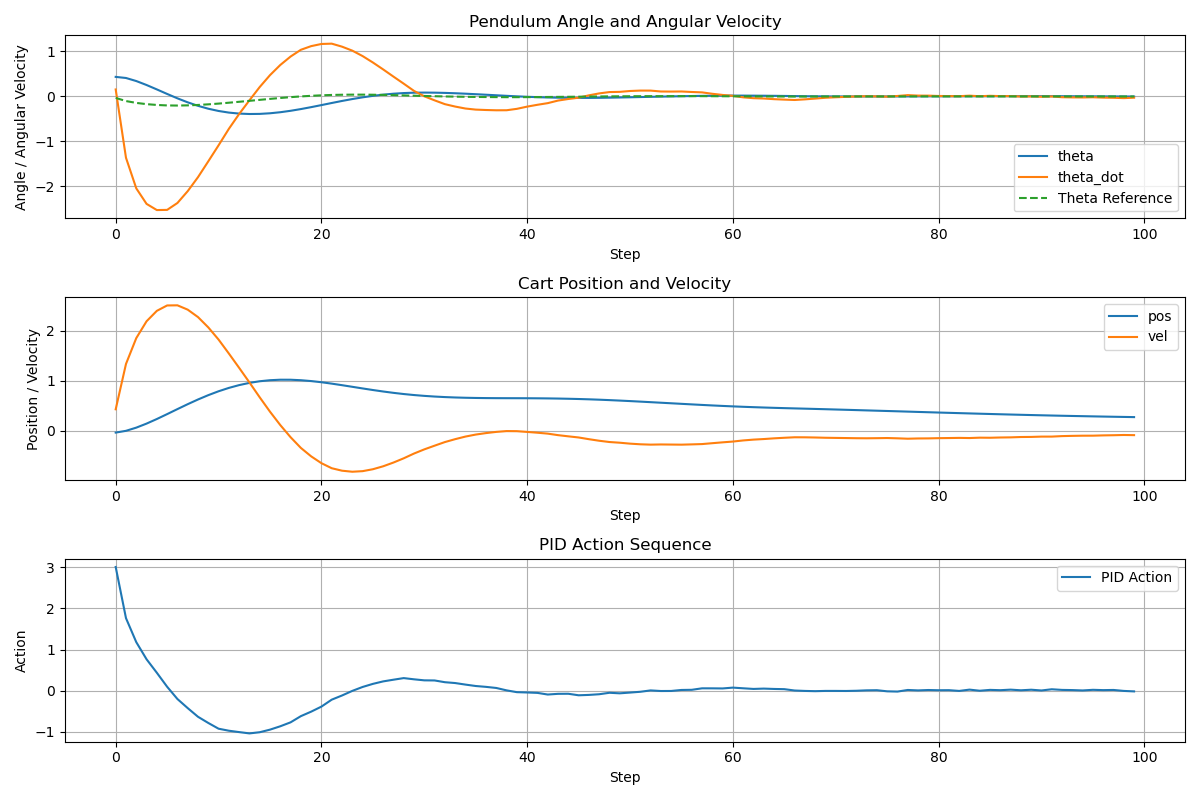 Pendulum Angle and Angular Velocity
Angle / Angular Velocity
1
0
−1
−2
theta
theta_dot
Theta Reference
0 20 40 60 80 100
Step
Cart Position and Velocity
Position / Velocity
2
1
0
pos
vel
0 20 40 60 80 100
Step
PID Action Sequence
Action
3
2
1
0
−1
PID Action
0 20 40 60 80 100
Step